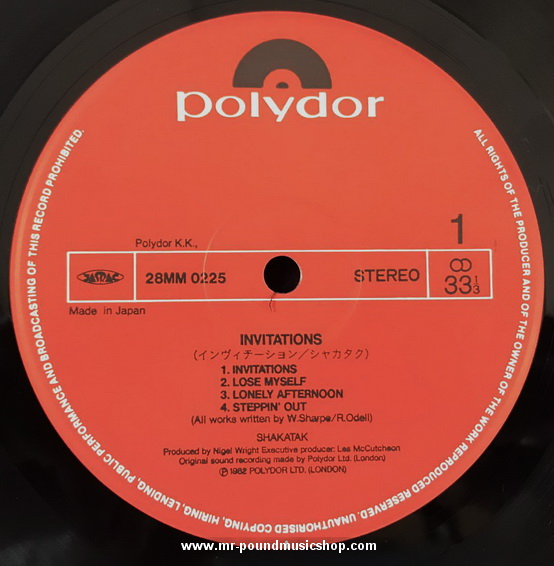 polydor
1
Polydor K.K.,
JASRAC
28MM 0225
STEREO
33 1/3
Made in Japan
INVITATIONS
(インヴィテーション／シャカタク)
1. INVITATIONS
2. LOSE MYSELF
3. LONELY AFTERNOON
4. STEPPIN' OUT
(All works written by W.Sharpe/R.Odell)
SHAKATAK
Produced by Nigel Wright Executive producer: Les McCutcheon
Original sound recording made by Polydor Ltd. (London)
℗ 1982 POLYDOR LTD. (LONDON)
ALL RIGHTS OF THE PRODUCER AND OF THE OWNER OF THE WORK REPRODUCED RESERVED. UNAUTHORISED COPYING, HIRING, LENDING, PUBLIC PERFORMANCE AND BROADCASTING OF THIS RECORD PROHIBITED.
www.mr-poundmusicshop.com